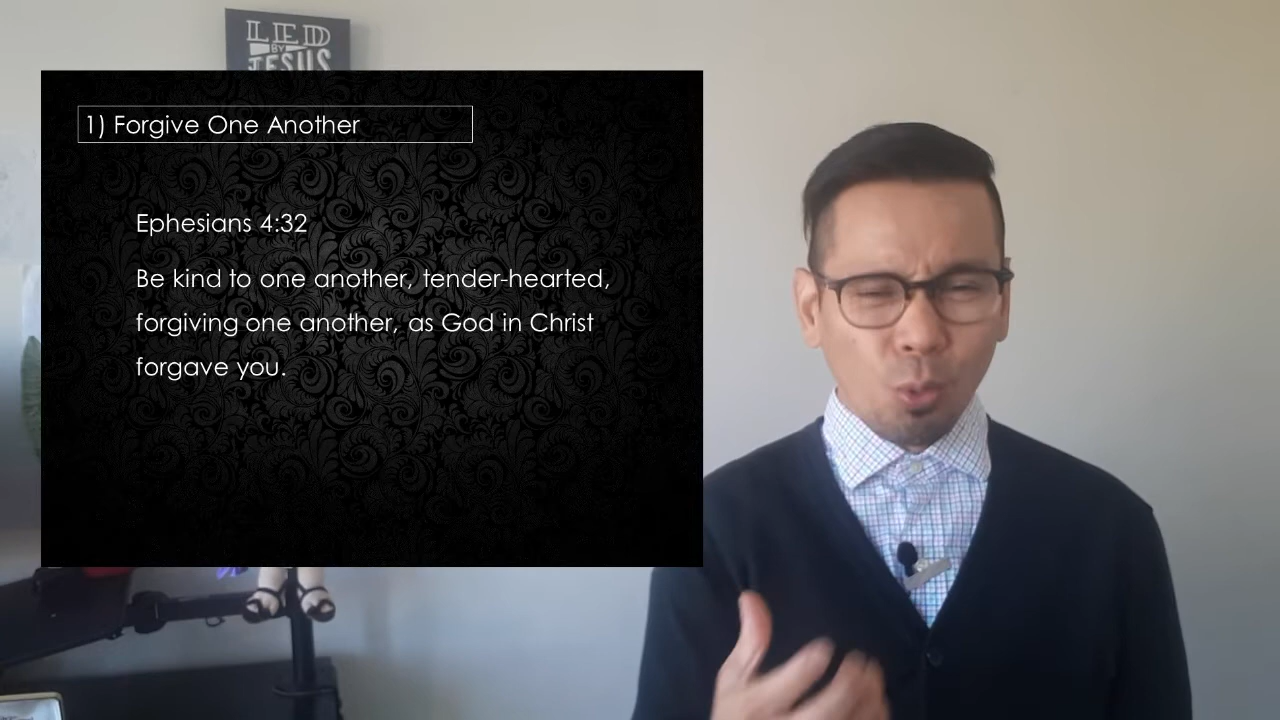 LED
BY
JESUS
1) Forgive One Another
Ephesians 4:32
Be kind to one another, tender-hearted,
forgiving one another, as God in Christ
forgave you.